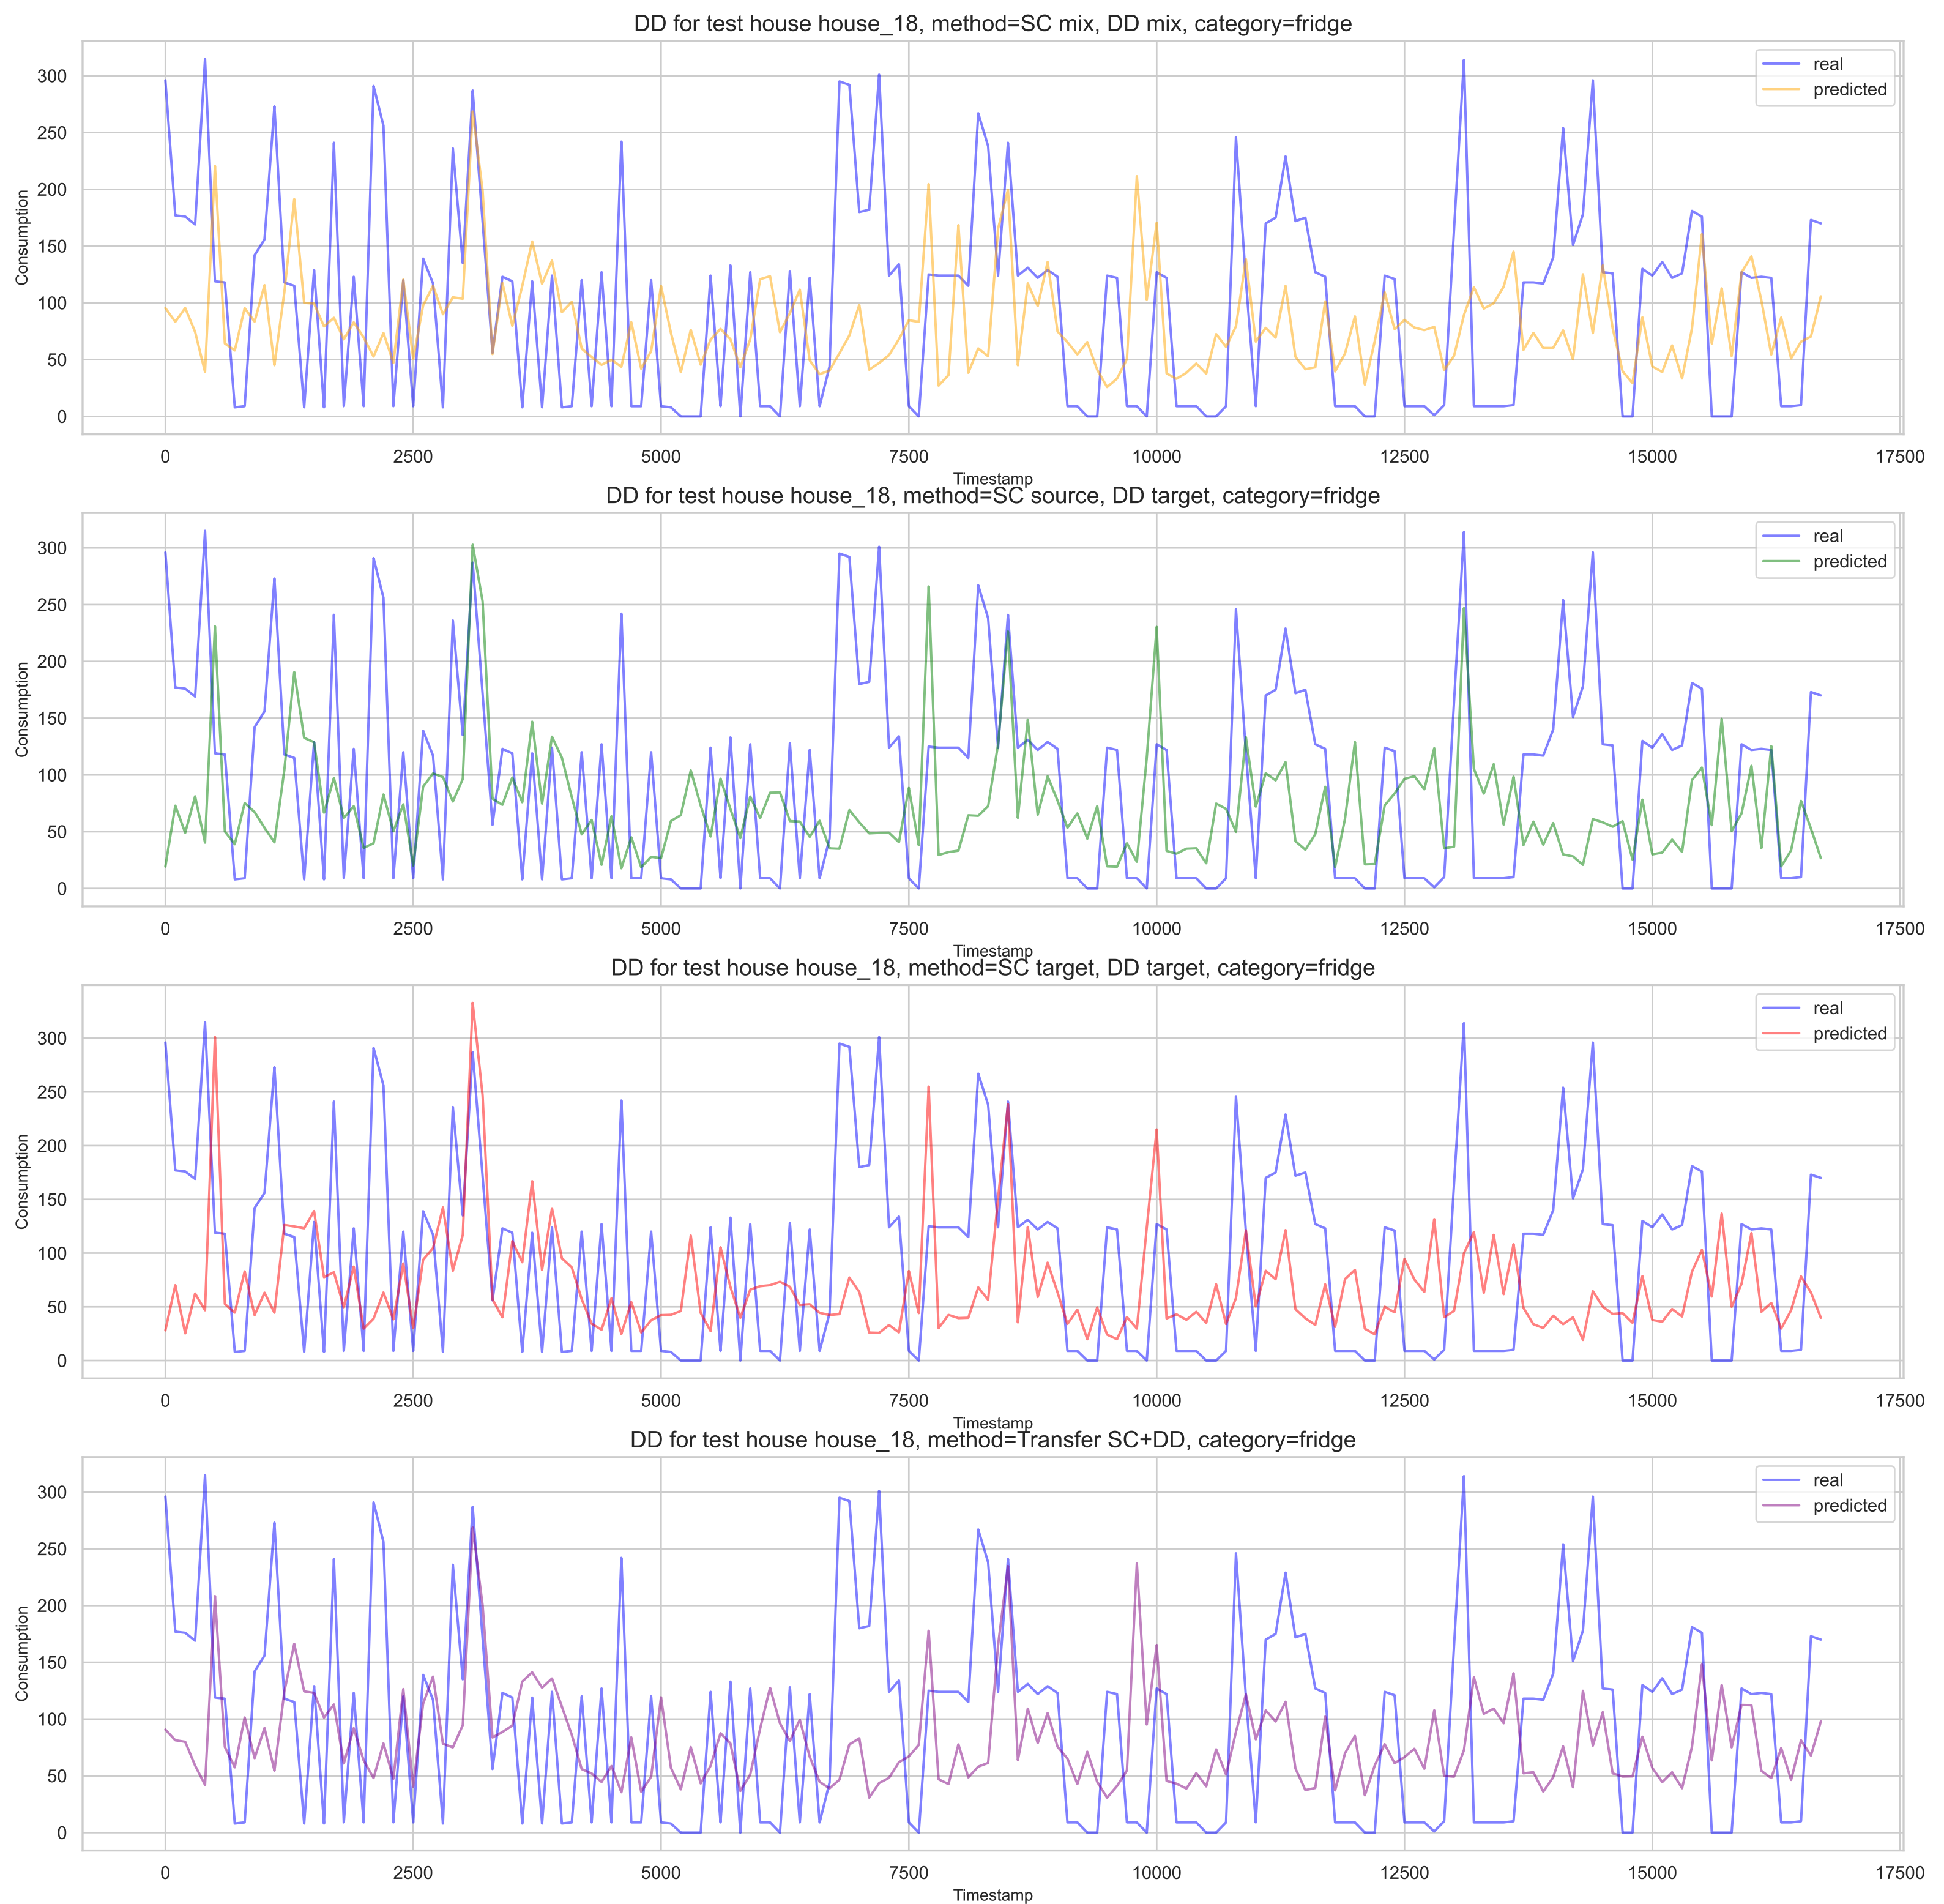 DD for test house house_18, method=SC mix, DD mix, category=fridge
real
predicted
Consumption
300
250
200
150
100
50
0
0 2500 5000 7500 10000 12500 15000 17500
Timestamp
DD for test house house_18, method=SC source, DD target, category=fridge
real
predicted
Consumption
300
250
200
150
100
50
0
0 2500 5000 7500 10000 12500 15000 17500
Timestamp
DD for test house house_18, method=SC target, DD target, category=fridge
real
predicted
Consumption
300
250
200
150
100
50
0
0 2500 5000 7500 10000 12500 15000 17500
Timestamp
DD for test house house_18, method=Transfer SC+DD, category=fridge
real
predicted
Consumption
300
250
200
150
100
50
0
0 2500 5000 7500 10000 12500 15000 17500
Timestamp